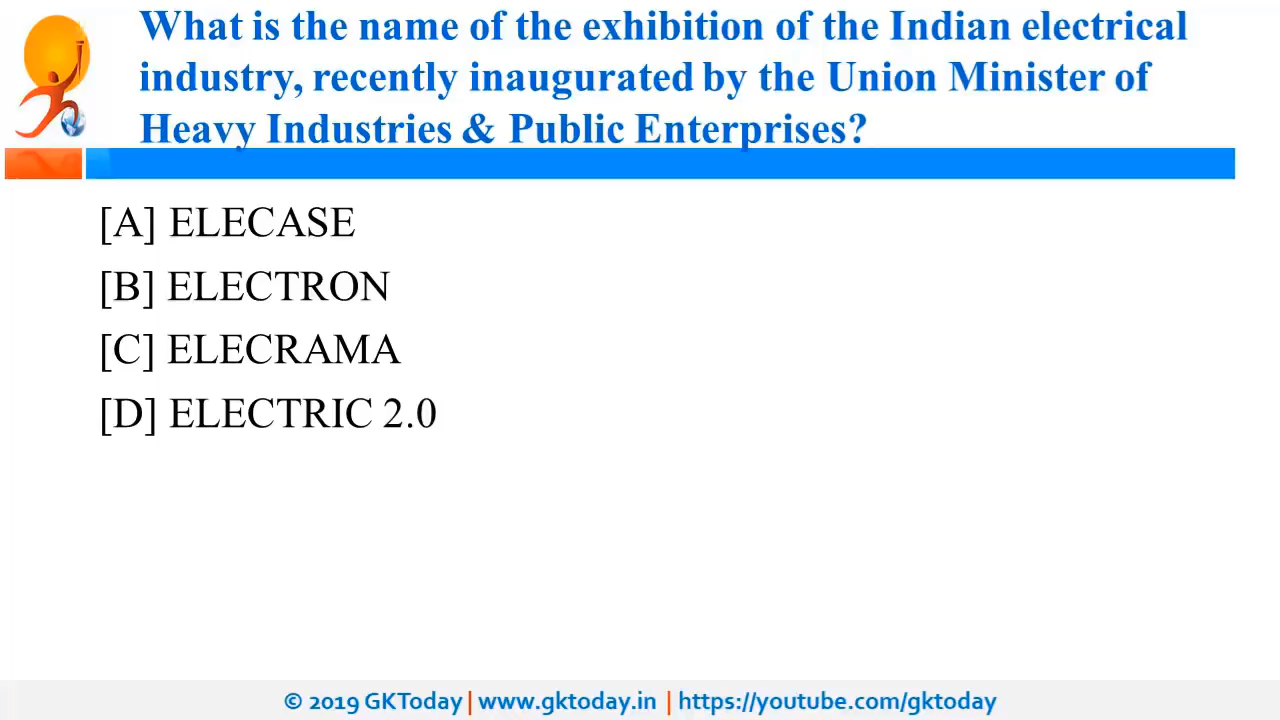 What is the name of the exhibition of the Indian electrical
industry, recently inaugurated by the Union Minister of
Heavy Industries & Public Enterprises?
[A] ELECASE
[B] ELECTRON
[C] ELECRAMA
[D] ELECTRIC 2.0
© 2019 GKToday | www.gktoday.in | https://youtube.com/gktoday